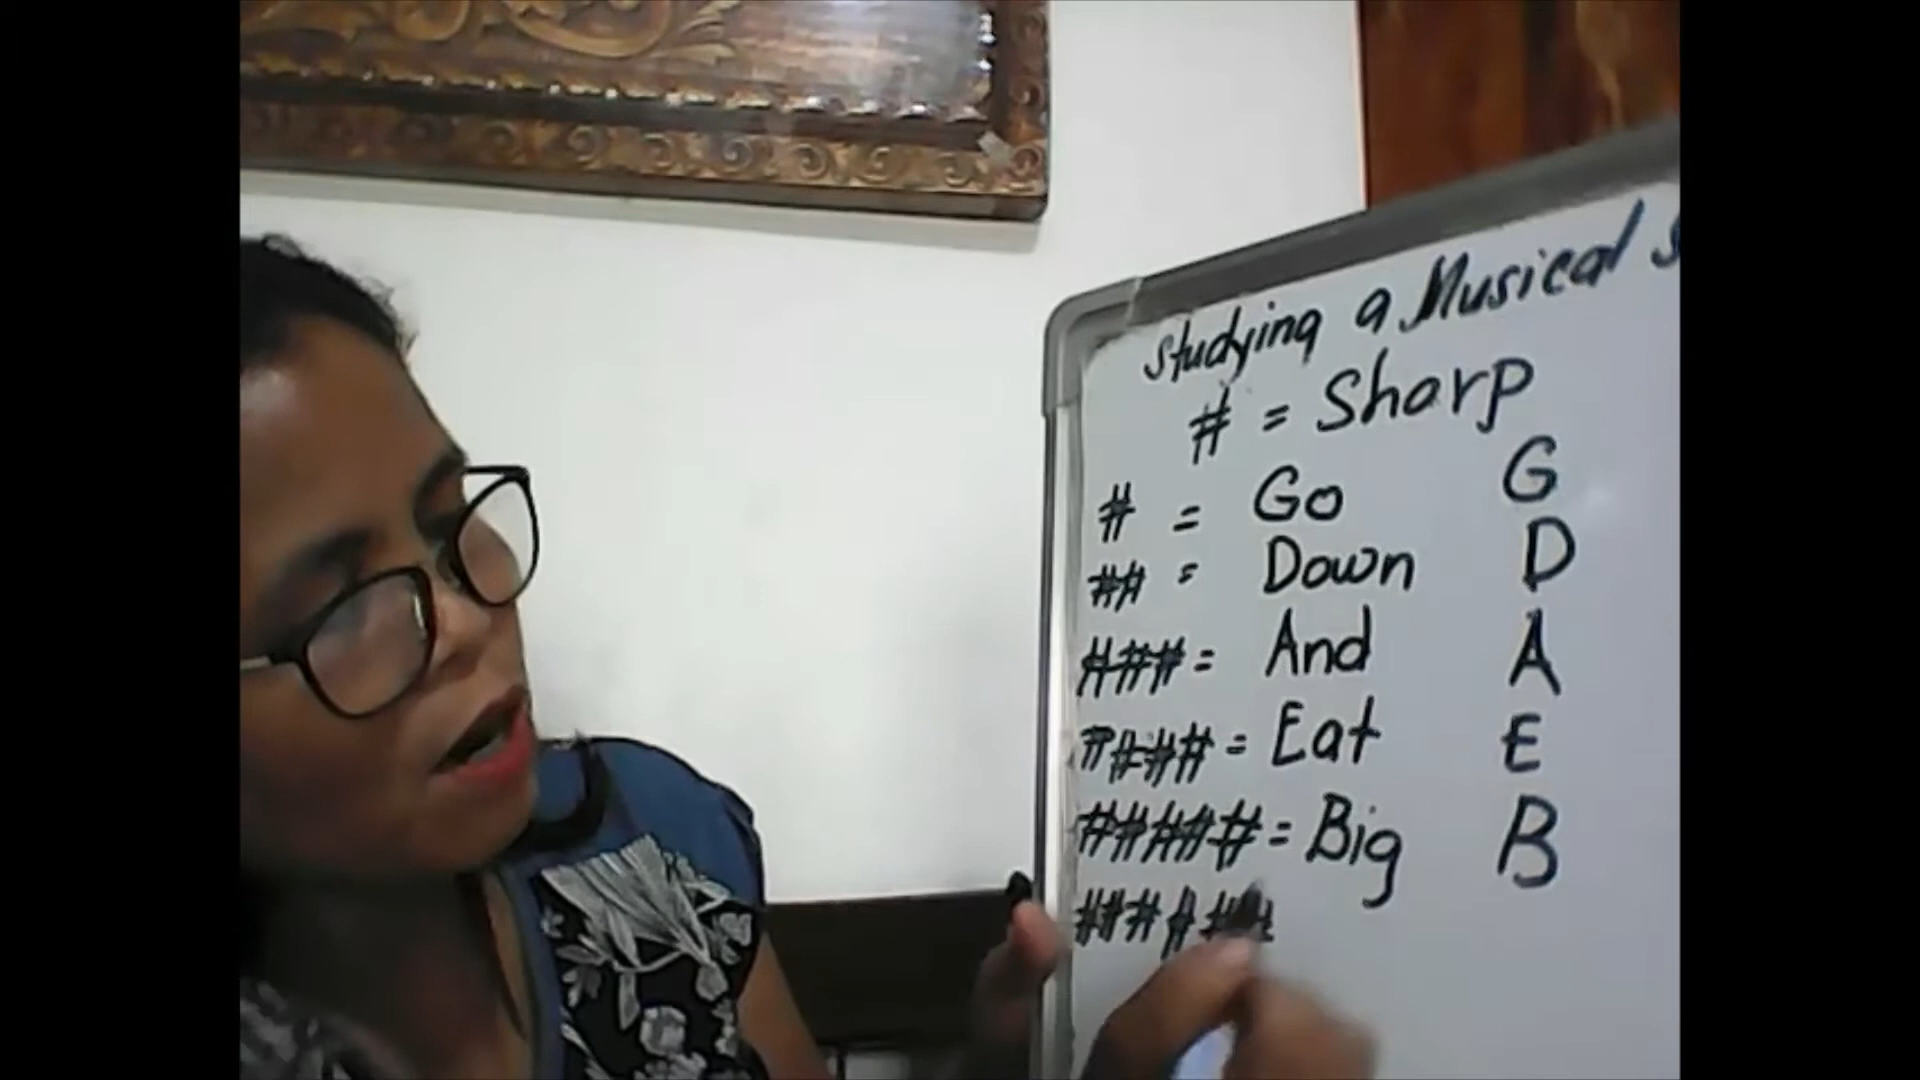 Studying a Musical S
# = Sharp
# = Go G
## = Down D
### = And A
#### = Eat E
##### = Big B
######